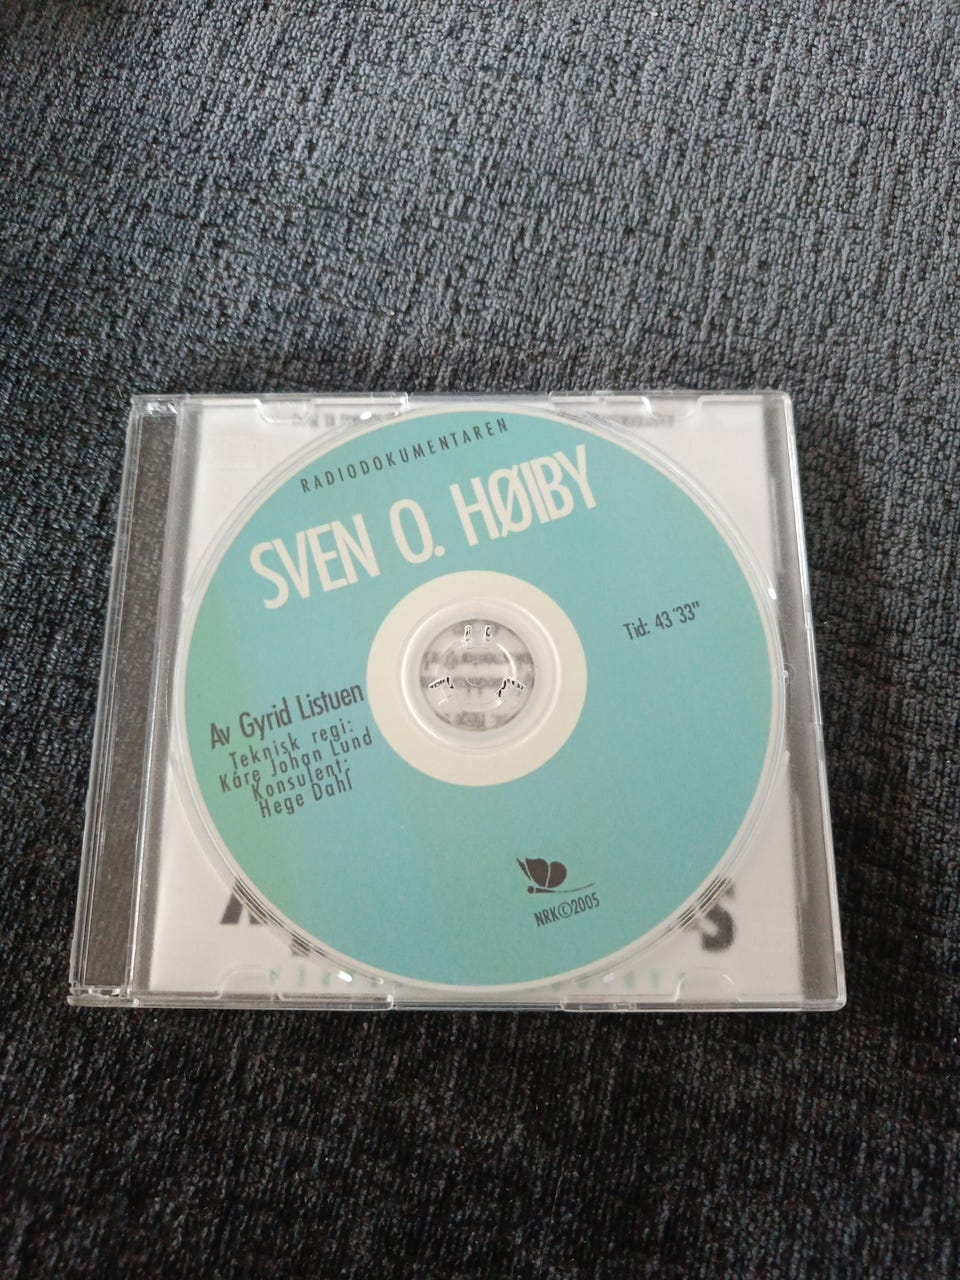 RADIODOKUMENTAREN
SVEN O. HØIBY
Tid: 43´33"
Av Gyrid Listuen
Teknisk regi:
Kåre Johan Lund
Konsulent:
Hege Dahl
NRK©2005